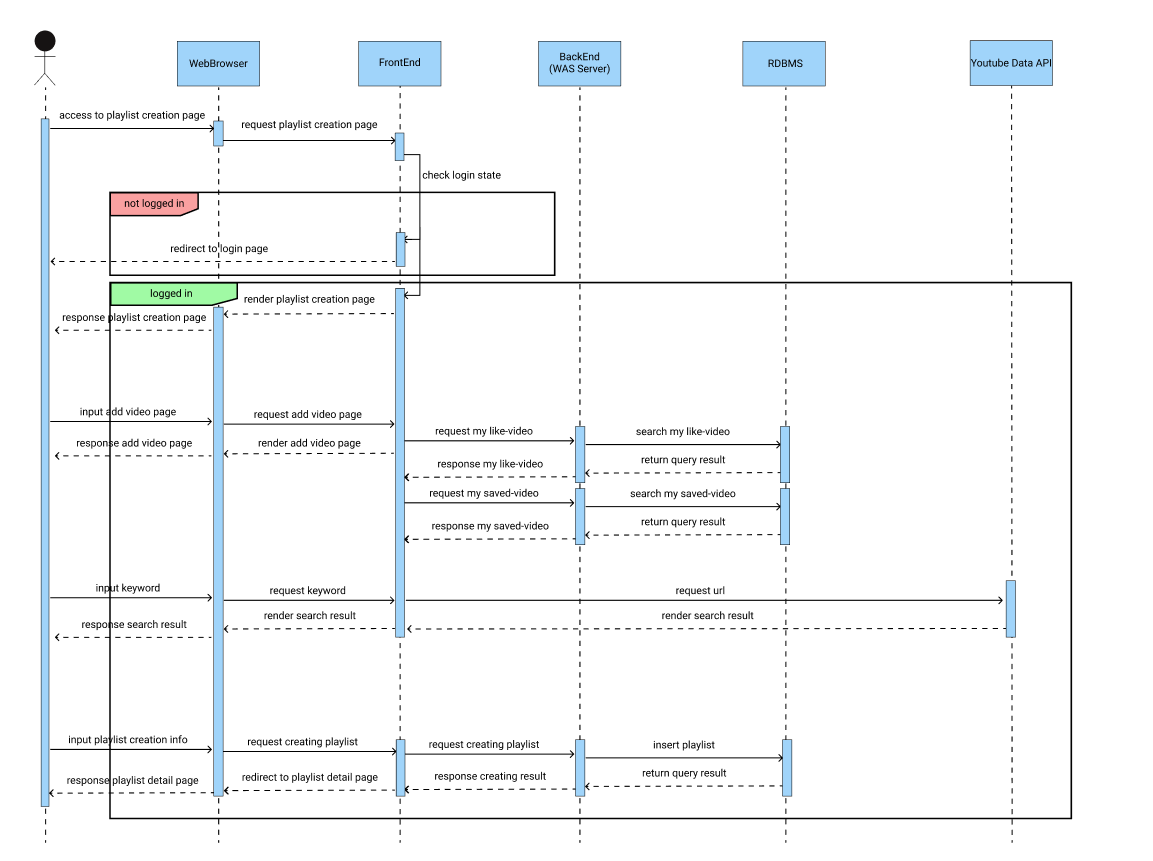 WebBrowser
FrontEnd
BackEnd
(WAS Server)
RDBMS
Youtube Data API
access to playlist creation page
request playlist creation page
check login state
not logged in
redirect to login page
logged in
render playlist creation page
response playlist creation page
input add video page
request add video page
request my like-video
search my like-video
response add video page
render add video page
response my like-video
return query result
request my saved-video
search my saved-video
response my saved-video
return query result
input keyword
request keyword
request url
response search result
render search result
render search result
input playlist creation info
request creating playlist
request creating playlist
insert playlist
response playlist detail page
redirect to playlist detail page
response creating result
return query result